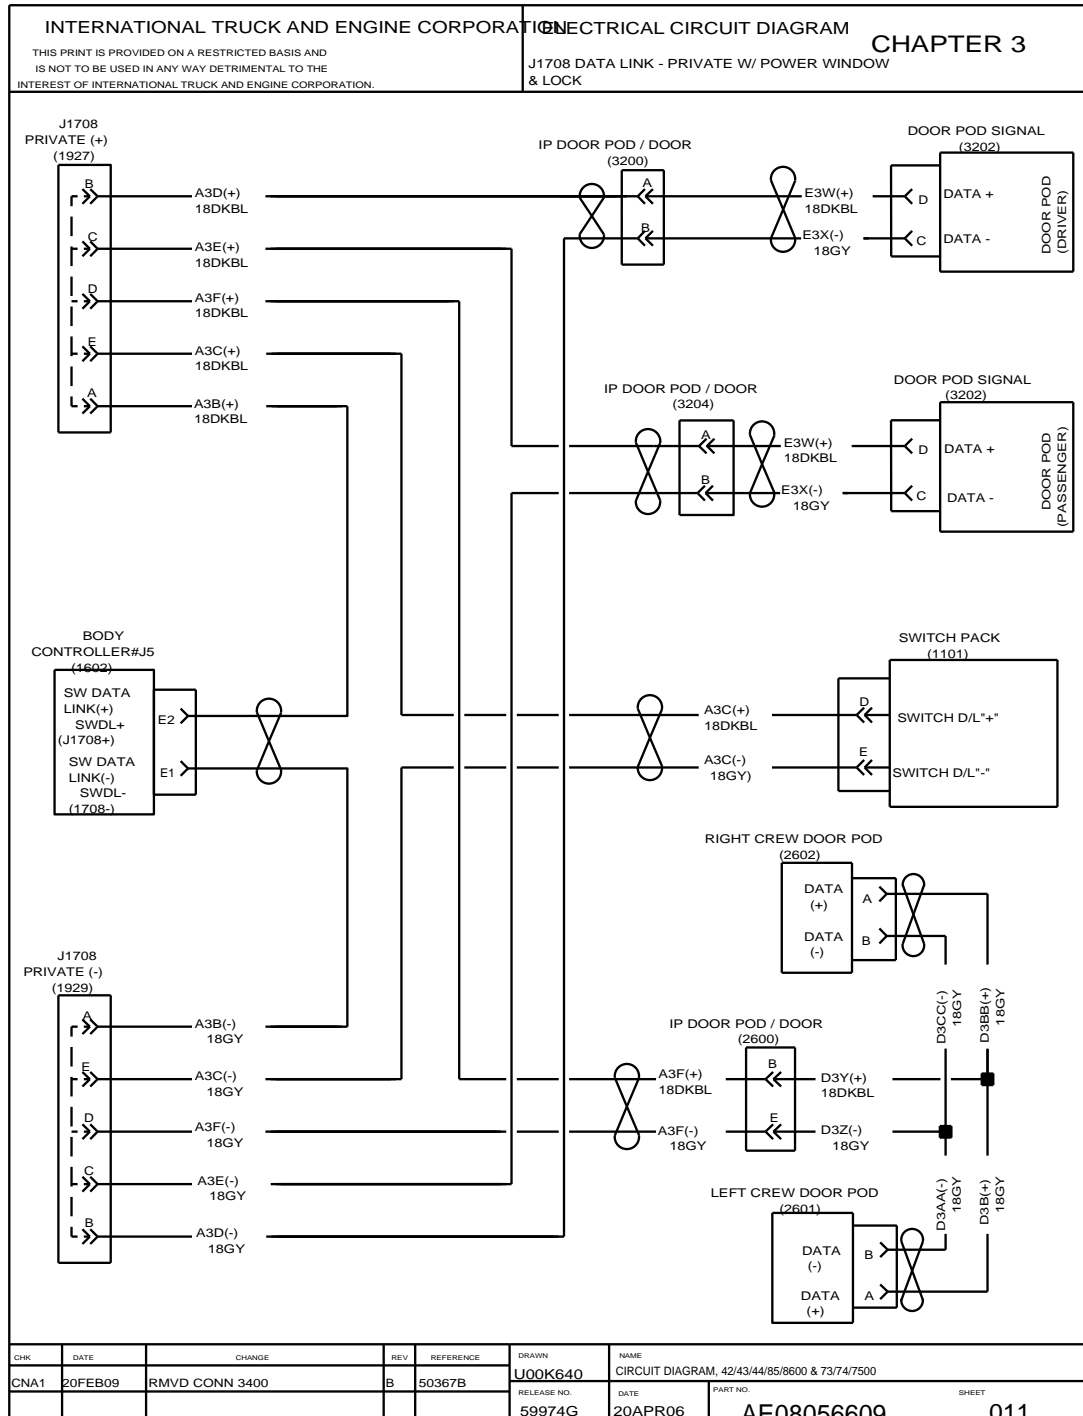 INTERNATIONAL TRUCK AND ENGINE CORPORATION
THIS PRINT IS PROVIDED ON A RESTRICTED BASIS AND
IS NOT TO BE USED IN ANY WAY DETRIMENTAL TO THE
INTEREST OF INTERNATIONAL TRUCK AND ENGINE CORPORATION.
ELECTRICAL CIRCUIT DIAGRAM
CHAPTER 3
J1708 DATA LINK - PRIVATE W/ POWER WINDOW
& LOCK
J1708
PRIVATE (+)
(1927)
B
A3D(+)
18DKBL
C
A3E(+)
18DKBL
D
A3F(+)
18DKBL
E
A3C(+)
18DKBL
A
A3B(+)
18DKBL
IP DOOR POD / DOOR
(3200)
A
B
E3W(+)
18DKBL
E3X(-)
18GY
DOOR POD SIGNAL
(3202)
D
DATA +
C
DATA -
DOOR POD
(DRIVER)
IP DOOR POD / DOOR
(3204)
A
B
E3W(+)
18DKBL
E3X(-)
18GY
DOOR POD SIGNAL
(3202)
D
DATA +
C
DATA -
DOOR POD
(PASSENGER)
BODY
CONTROLLER#J5
(1602)
SW DATA
LINK(+)
SWDL+
(J1708+)
E2
SW DATA
LINK(-)
SWDL-
(1708-)
E1
A3C(+)
18DKBL
A3C(-)
18GY)
SWITCH PACK
(1101)
D
SWITCH D/L"+"
E
SWITCH D/L"-"
RIGHT CREW DOOR POD
(2602)
DATA
(+)
A
DATA
(-)
B
D3CC(-)
18GY
D3BB(+)
18GY
J1708
PRIVATE (-)
(1929)
A
A3B(-)
18GY
E
A3C(-)
18GY
D
A3F(-)
18GY
C
A3E(-)
18GY
B
A3D(-)
18GY
IP DOOR POD / DOOR
(2600)
A3F(+)
18DKBL
B
D3Y(+)
18DKBL
A3F(-)
18GY
E
D3Z(-)
18GY
D3AA(-)
18GY
D3B(+)
18GY
LEFT CREW DOOR POD
(2601)
DATA
(-)
B
DATA
(+)
A
CHK DATE CHANGE REV REFERENCE
CNA1 20FEB09 RMVD CONN 3400 B 50367B
DRAWN
U00K640
NAME
CIRCUIT DIAGRAM, 42/43/44/85/8600 & 73/74/7500
RELEASE NO.
59974G
DATE
20APR06
PART NO.
AE08056609
SHEET
011